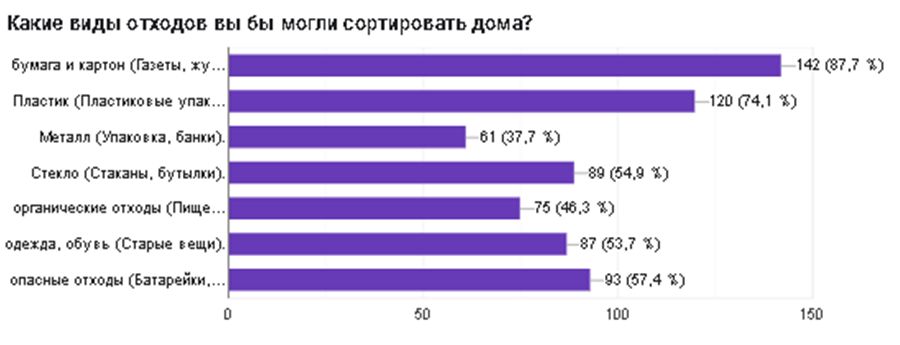 Какие виды отходов вы бы могли сортировать дома?
бумага и картон (Газеты, жу... 142 (87,7 %)
Пластик (Пластиковые упак... 120 (74,1 %)
Металл (Упаковка, банки). 61 (37,7 %)
Стекло (Стаканы, бутылки). 89 (54,9 %)
органические отходы (Пище... 75 (46,3 %)
одежда, обувь (Старые вещи). 87 (53,7 %)
опасные отходы (Батарейки,... 93 (57,4 %)
0 50 100 150